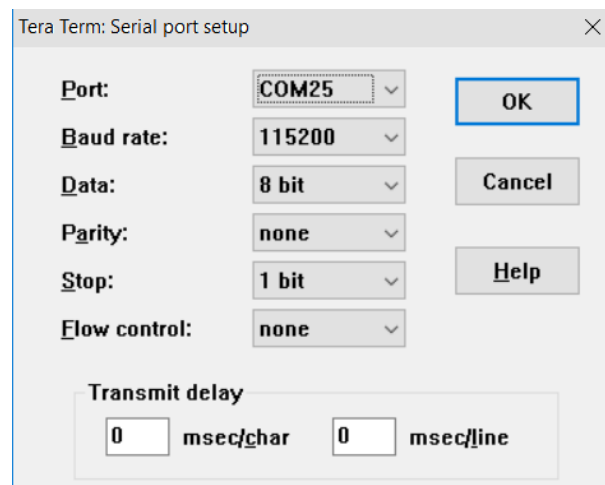 Tera Term: Serial port setup
Port: COM25
OK
Baud rate: 115200
Data: 8 bit
Cancel
Parity: none
Stop: 1 bit
Help
Flow control: none
Transmit delay
0 msec/char 0 msec/line